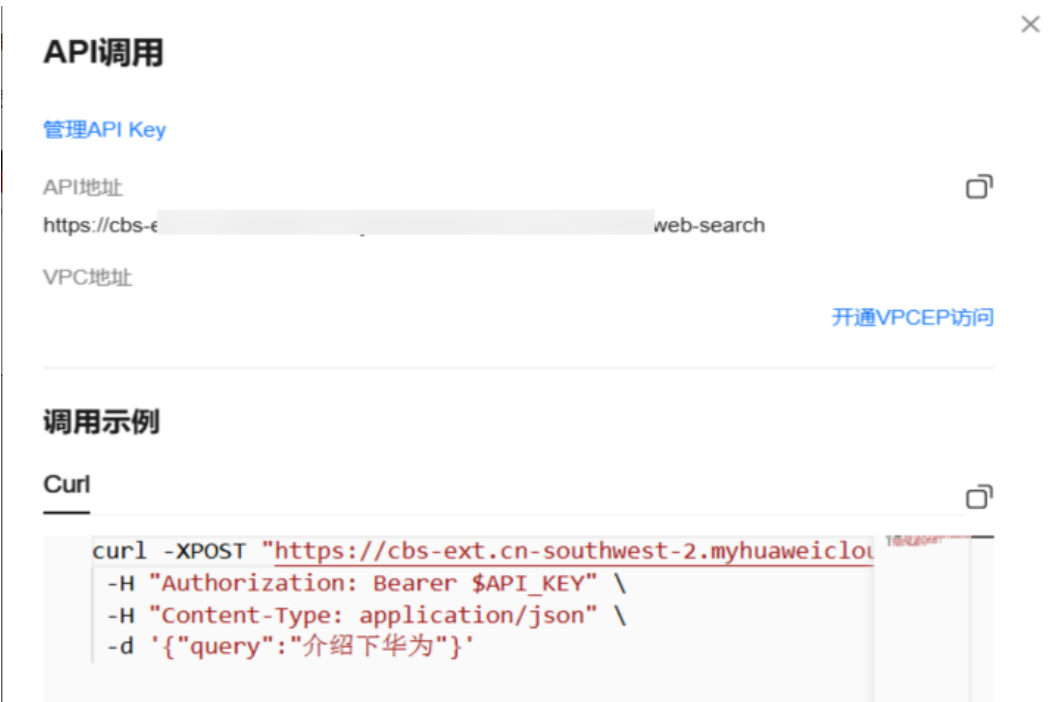 API调用
管理API Key
API地址
https://cbs-e web-search
VPC地址
开通VPCEP访问
调用示例
Curl
curl -XPOST "https://cbs-ext.cn-southwest-2.myhuaweiclou
-H "Authorization: Bearer $API_KEY" \
-H "Content-Type: application/json" \
-d '{"query":"介绍下华为"}'